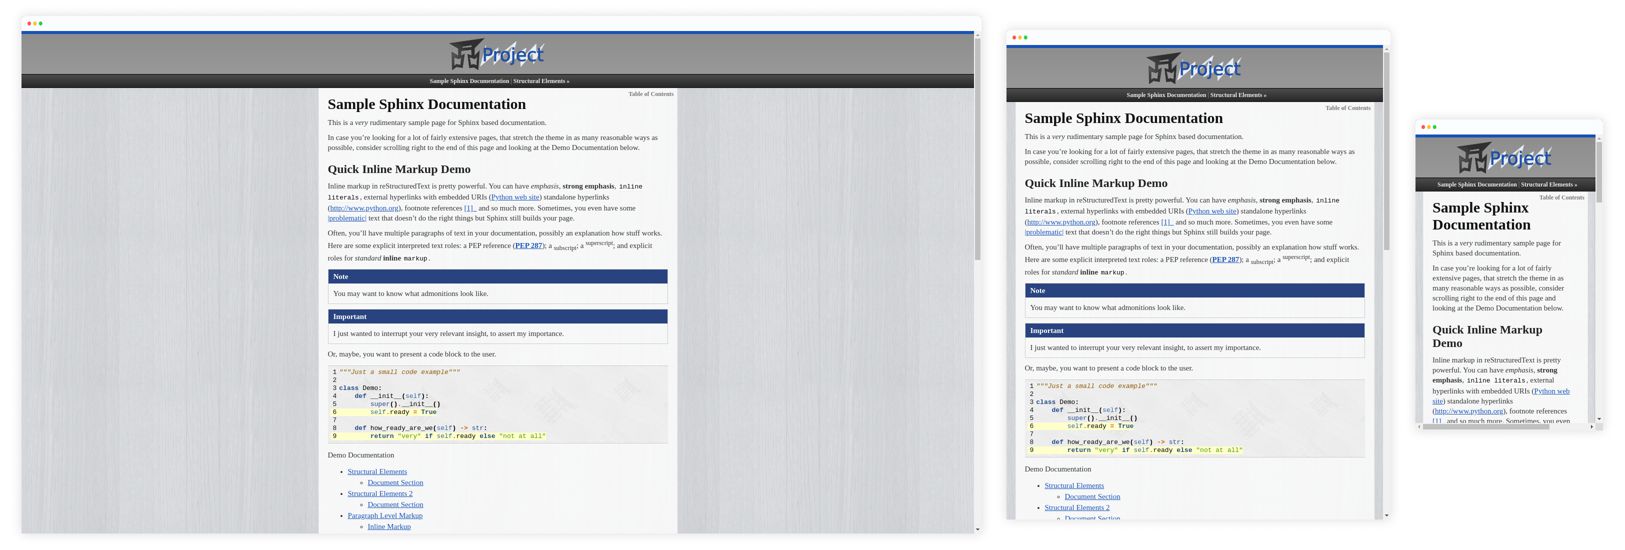 Project
Sample Sphinx Documentation | Structural Elements »
Table of Contents
Sample Sphinx Documentation
This is a very rudimentary sample page for Sphinx based documentation.
In case you’re looking for a lot of fairly extensive pages, that stretch the theme in as many reasonable ways as
possible, consider scrolling right to the end of this page and looking at the Demo Documentation below.
Quick Inline Markup Demo
Inline markup in reStructuredText is pretty powerful. You can have emphasis, strong emphasis, inline
literals, external hyperlinks with embedded URIs (Python web site) standalone hyperlinks
(http://www.python.org), footnote references [1]_ and so much more. Sometimes, you even have some
|problematic| text that doesn’t do the right things but Sphinx still builds your page.
Often, you’ll have multiple paragraphs of text in your documentation, possibly an explanation how stuff works.
Here are some explicit interpreted text roles: a PEP reference (PEP 287); a subscript; a superscript; and explicit
roles for standard inline markup.
Note
You may want to know what admonitions look like.
Important
I just wanted to interrupt your very relevant insight, to assert my importance.
Or, maybe, you want to present a code block to the user.
1 """Just a small code example"""
2
3 class Demo:
4     def __init__(self):
5         super().__init__()
6         self.ready = True
7
8     def how_ready_are_we(self) -> str:
9         return "very" if self.ready else "not at all"
Demo Documentation
Structural Elements
Document Section
Structural Elements 2
Document Section
Paragraph Level Markup
Inline Markup
Project
Sample Sphinx Documentation | Structural Elements »
Table of Contents
Sample Sphinx Documentation
This is a very rudimentary sample page for Sphinx based documentation.
In case you’re looking for a lot of fairly extensive pages, that stretch the theme in as many reasonable ways as
possible, consider scrolling right to the end of this page and looking at the Demo Documentation below.
Quick Inline Markup Demo
Inline markup in reStructuredText is pretty powerful. You can have emphasis, strong emphasis, inline
literals, external hyperlinks with embedded URIs (Python web site) standalone hyperlinks
(http://www.python.org), footnote references [1]_ and so much more. Sometimes, you even have some
|problematic| text that doesn’t do the right things but Sphinx still builds your page.
Often, you’ll have multiple paragraphs of text in your documentation, possibly an explanation how stuff works.
Here are some explicit interpreted text roles: a PEP reference (PEP 287); a subscript; a superscript; and explicit
roles for standard inline markup.
Note
You may want to know what admonitions look like.
Important
I just wanted to interrupt your very relevant insight, to assert my importance.
Or, maybe, you want to present a code block to the user.
1 """Just a small code example"""
2
3 class Demo:
4     def __init__(self):
5         super().__init__()
6         self.ready = True
7
8     def how_ready_are_we(self) -> str:
9         return "very" if self.ready else "not at all"
Demo Documentation
Structural Elements
Document Section
Structural Elements 2
Document Section
Project
Sample Sphinx Documentation | Structural Elements »
Table of Contents
Sample Sphinx
Documentation
This is a very rudimentary sample page for
Sphinx based documentation.
In case you’re looking for a lot of fairly
extensive pages, that stretch the theme in as
many reasonable ways as possible, consider
scrolling right to the end of this page and
looking at the Demo Documentation below.
Quick Inline Markup
Demo
Inline markup in reStructuredText is pretty
powerful. You can have emphasis, strong
emphasis, inline literals, external
hyperlinks with embedded URIs (Python web
site) standalone hyperlinks
(http://www.python.org), footnote references
[1]_ and so much more. Sometimes, you even